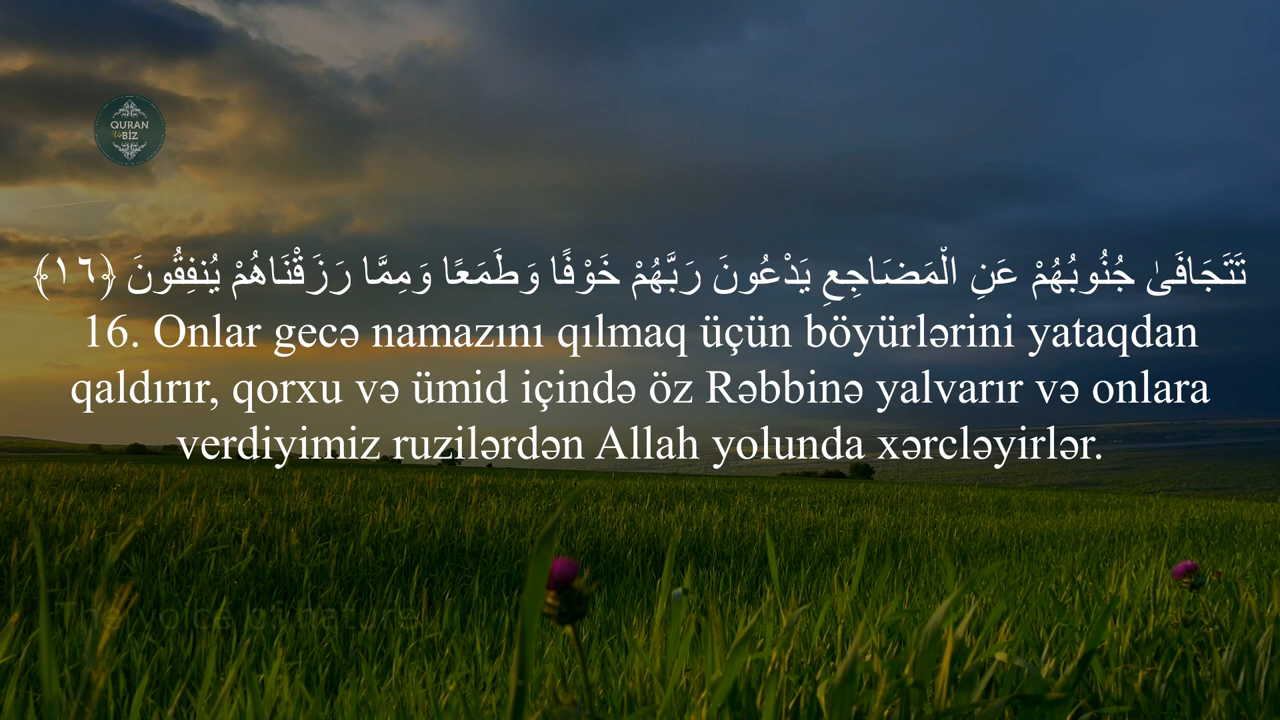 QURAN
Və
BİZ
تَتَجَافَىٰ جُنُوبُهُمْ عَنِ الْمَضَاجِعِ يَدْعُونَ رَبَّهُمْ خَوْفًا وَطَمَعًا وَمِمَّا رَزَقْنَاهُمْ يُنفِقُونَ ﴿١٦﴾
16. Onlar gecə namazını qılmaq üçün böyürlərini yataqdan
qaldırır, qorxu və ümid içində öz Rəbbinə yalvarır və onlara
verdiyimiz ruzilərdən Allah yolunda xərcləyirlər.
The voice of nature